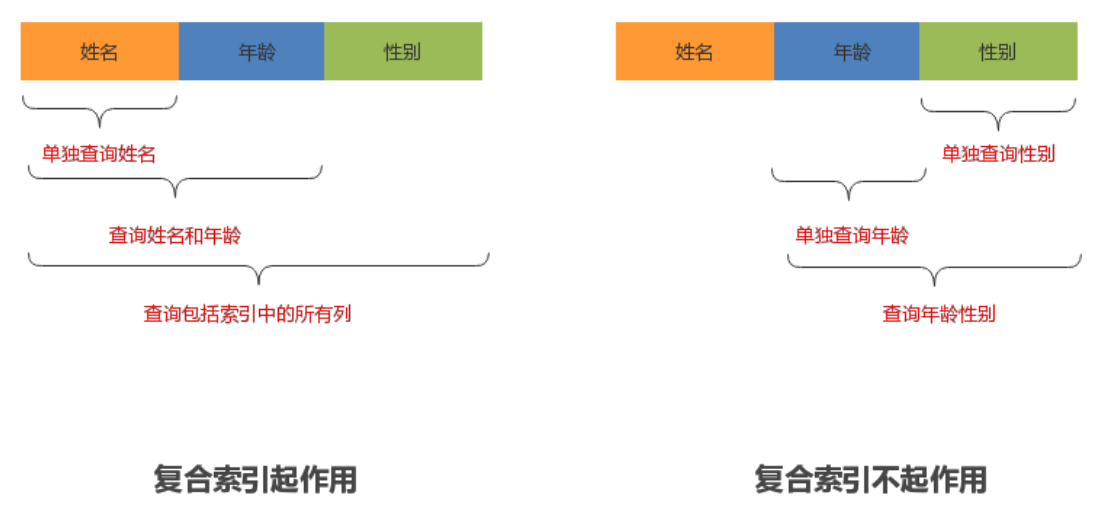 姓名 年龄 性别
单独查询姓名
查询姓名和年龄
查询包括索引中的所有列
复合索引起作用
姓名 年龄 性别
单独查询性别
单独查询年龄
查询年龄性别
复合索引不起作用